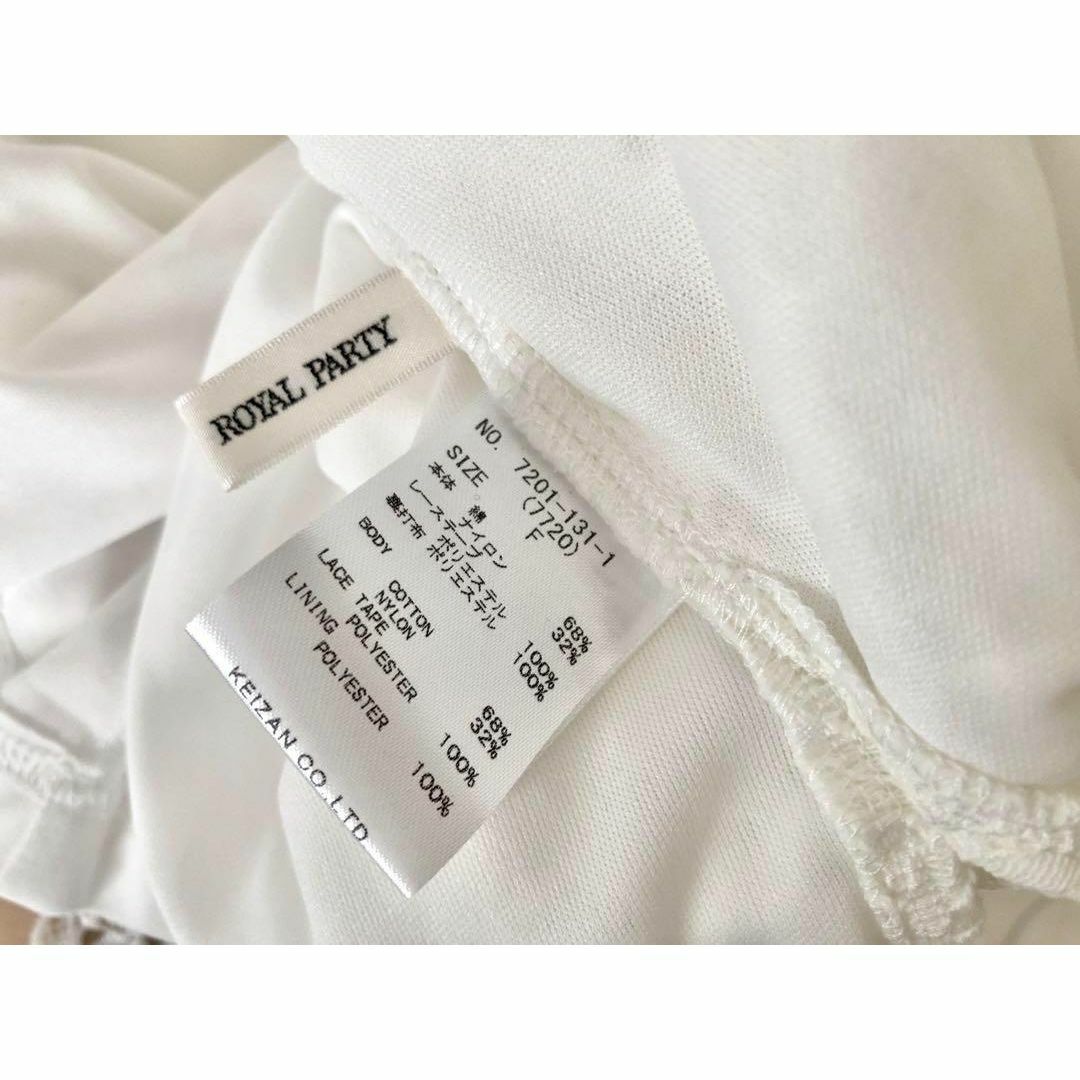 ROYAL PARTY
NO. 7201-131-1
(7720)
SIZE F
本体 綿 68%
ナイロン 32%
レーステープ ポリエステル 100%
裏打布 ポリエステル 100%
BODY COTTON 68%
NYLON 32%
LACE TAPE
POLYESTER 100%
LINING
POLYESTER 100%
KEIZAN CO.LTD